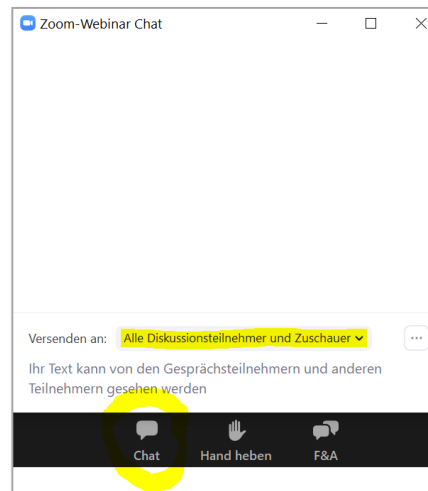 Zoom-Webinar Chat
Versenden an: Alle Diskussionsteilnehmer und Zuschauer
Ihr Text kann von den Gesprächsteilnehmern und anderen
Teilnehmern gesehen werden
Chat Hand heben F&A